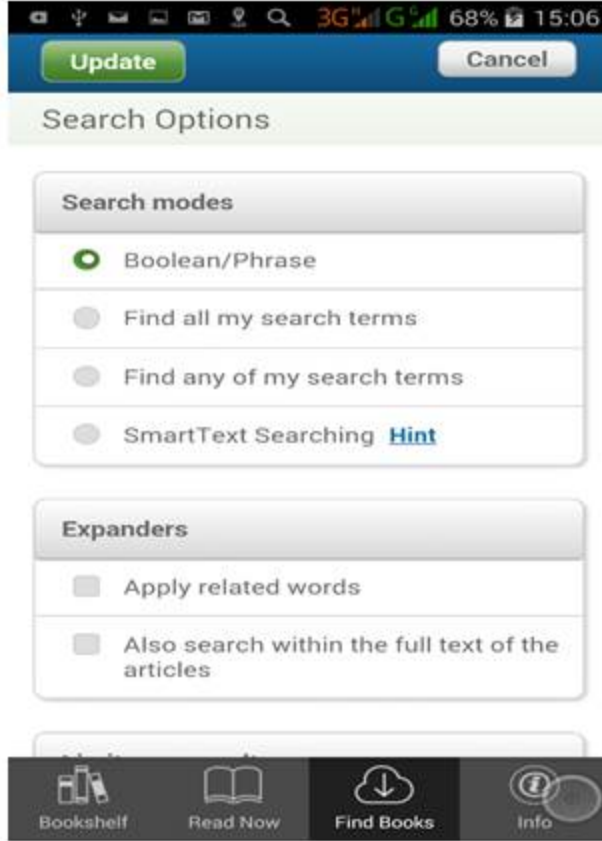 3G H G G 68% 15:06
Update Cancel
Search Options
Search modes
Boolean/Phrase
Find all my search terms
Find any of my search terms
SmartText Searching Hint
Expanders
Apply related words
Also search within the full text of the
articles
Bookshelf Read Now Find Books Info